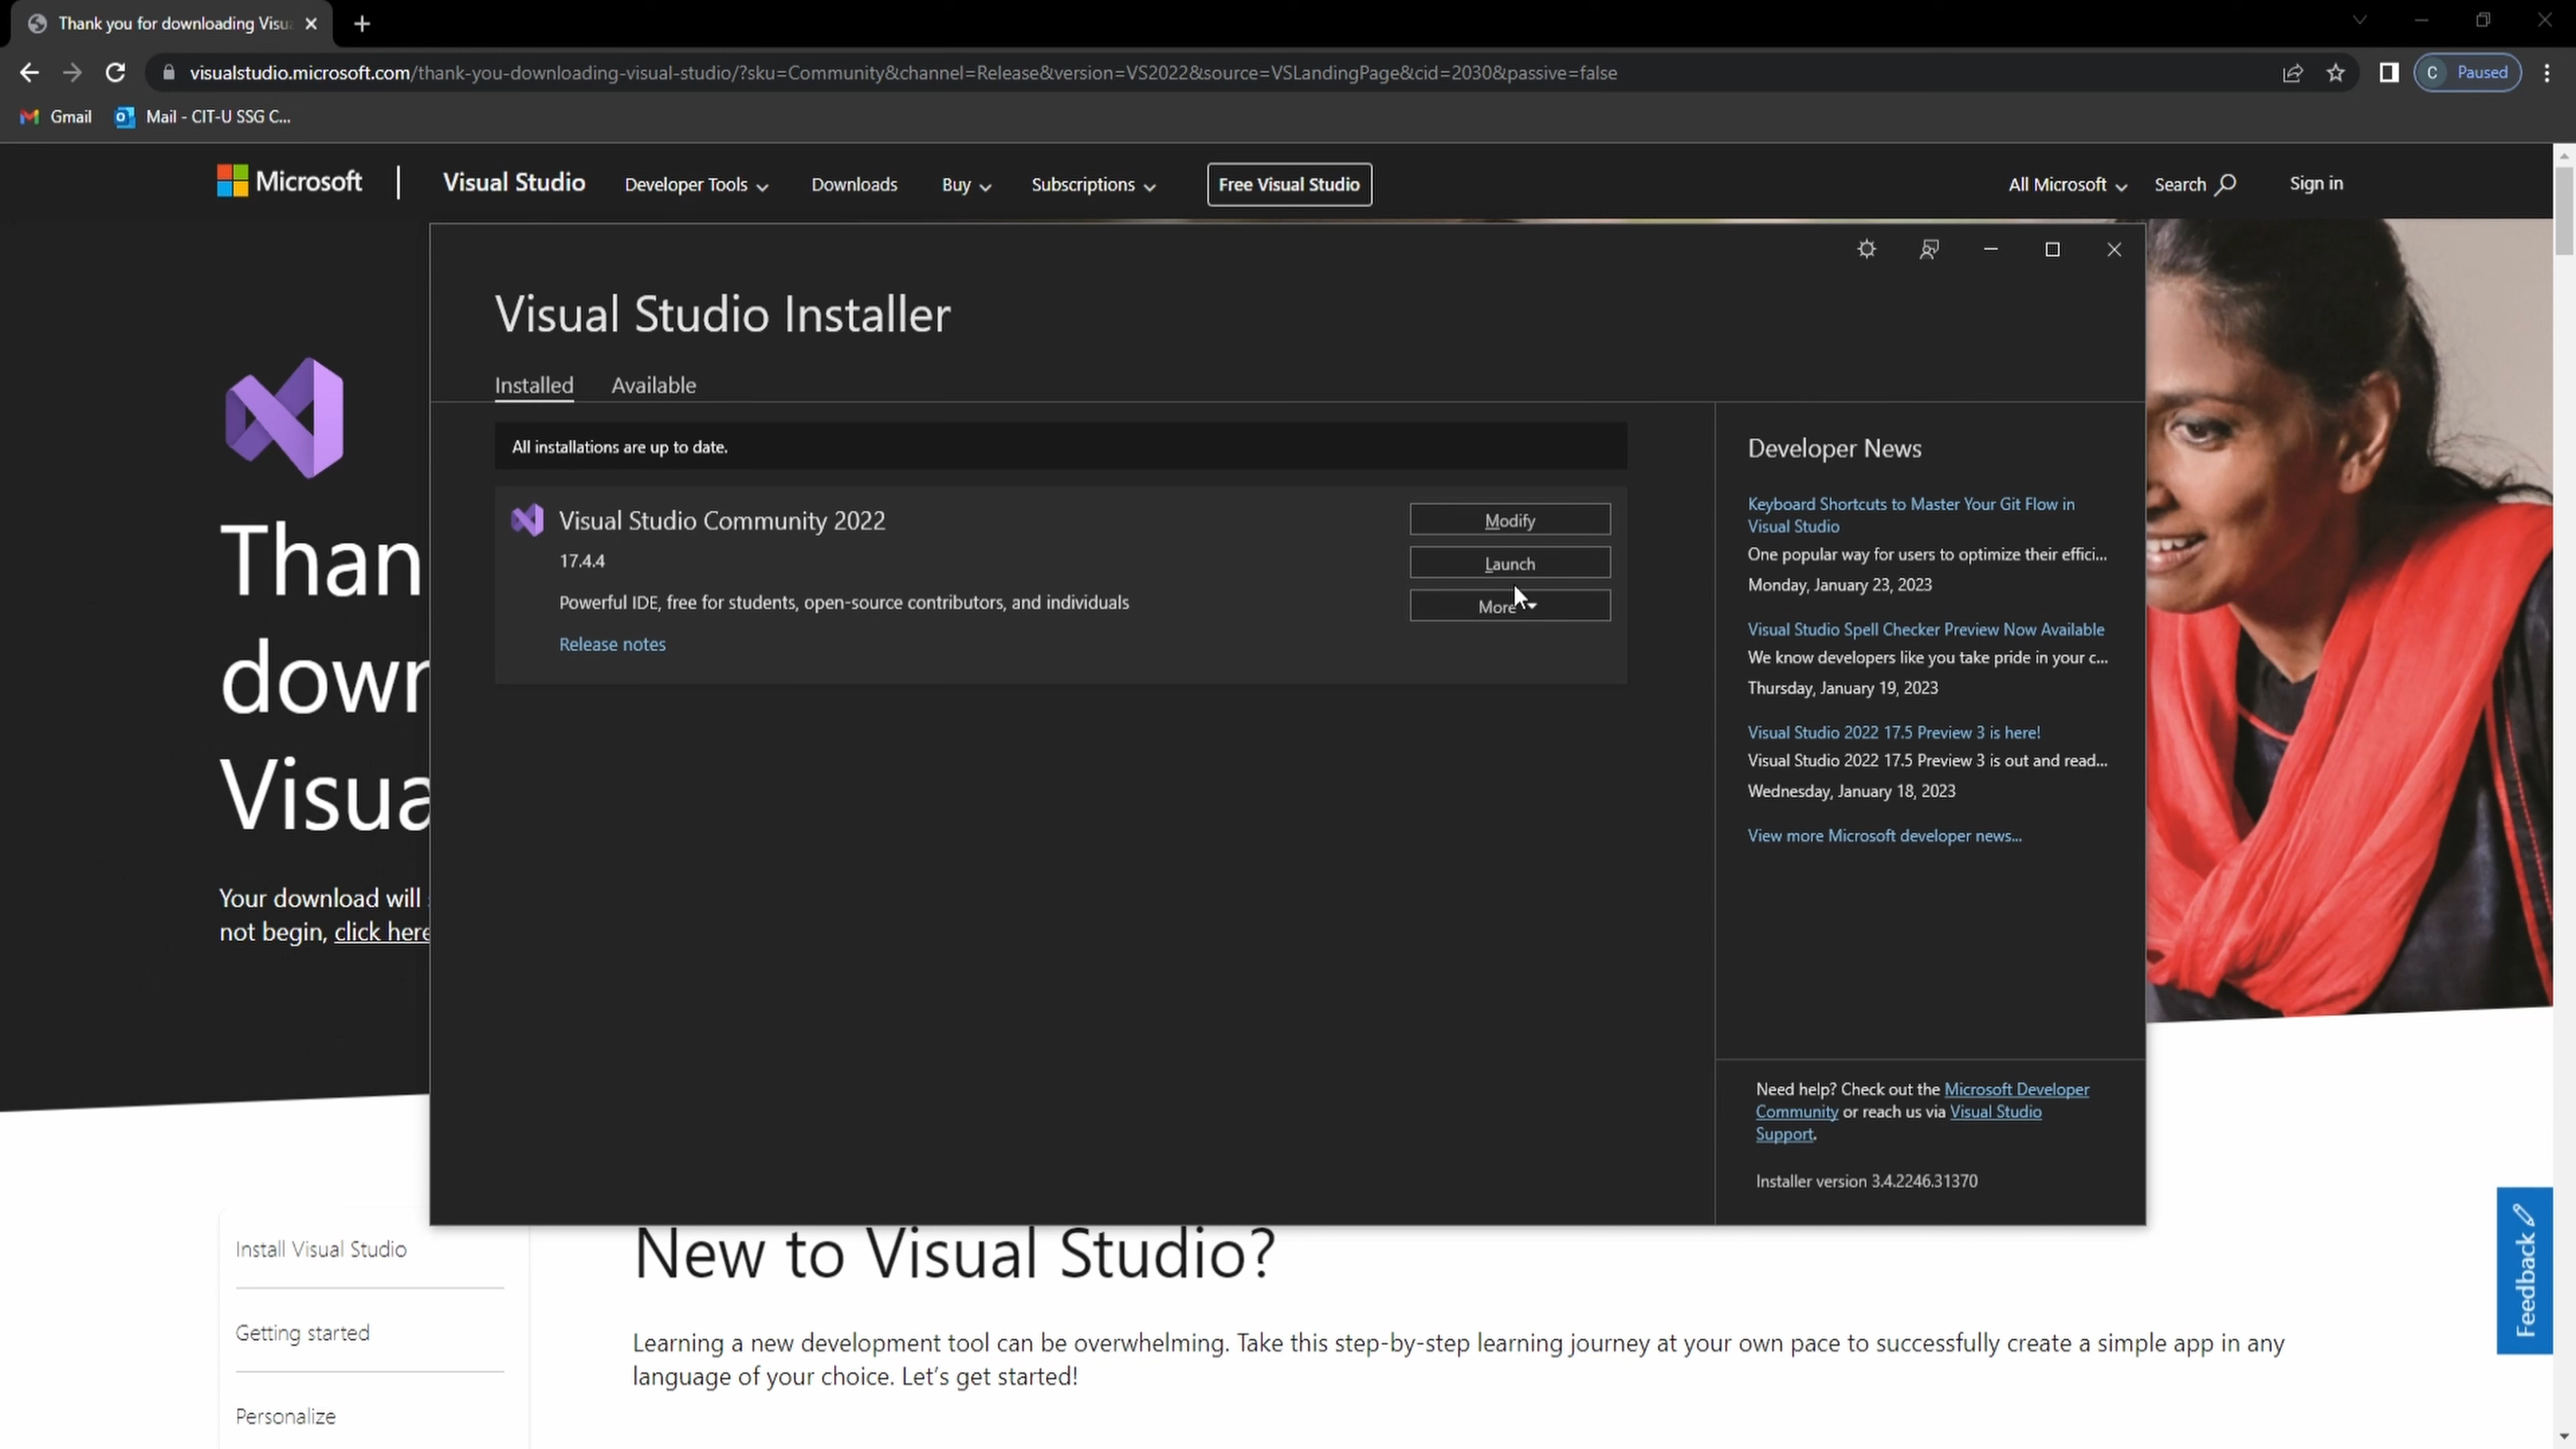 Thank you for downloading Visu
visualstudio.microsoft.com/thank-you-downloading-visual-studio/?sku=Community&channel=Release&version=VS2022&source=VSLandingPage&cid=2030&passive=false
C Paused
Gmail
Mail - CIT-U SSG C...
Microsoft
Visual Studio
Developer Tools
Downloads
Buy
Subscriptions
Free Visual Studio
All Microsoft
Search
Sign in
Than
down
Visua
Your download will
not begin, click here
Visual Studio Installer
Installed
Available
All installations are up to date.
Visual Studio Community 2022
17.4.4
Powerful IDE, free for students, open-source contributors, and individuals
Release notes
Modify
Launch
More
Developer News
Keyboard Shortcuts to Master Your Git Flow in
Visual Studio
One popular way for users to optimize their effici...
Monday, January 23, 2023
Visual Studio Spell Checker Preview Now Available
We know developers like you take pride in your c...
Thursday, January 19, 2023
Visual Studio 2022 17.5 Preview 3 is here!
Visual Studio 2022 17.5 Preview 3 is out and read...
Wednesday, January 18, 2023
View more Microsoft developer news...
Need help? Check out the Microsoft Developer
Community or reach us via Visual Studio
Support.
Installer version 3.4.2246.31370
Install Visual Studio
Getting started
Personalize
New to Visual Studio?
Learning a new development tool can be overwhelming. Take this step-by-step learning journey at your own pace to successfully create a simple app in any
language of your choice. Let's get started!
Feedback